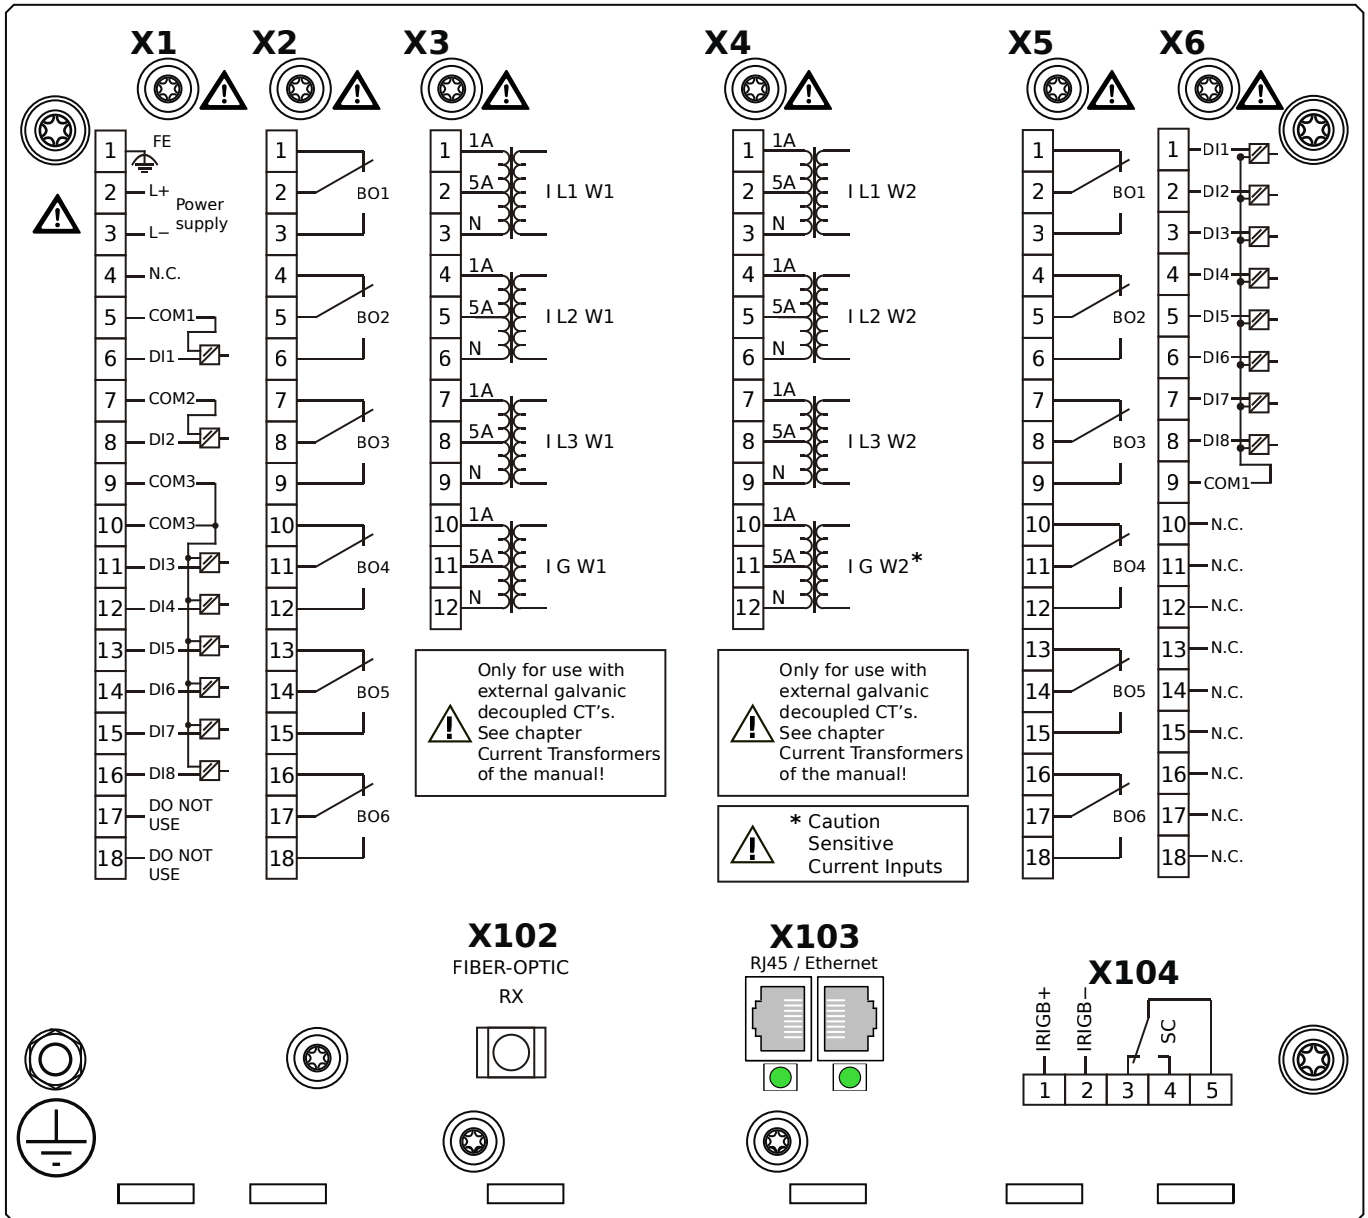 X1 X2 X3 X4 X5 X6
1 FE
2 L+
Power
supply
3 L−
4 N.C.
5 COM1
6 DI1
7 COM2
8 DI2
9 COM3
10 COM3
11 DI3
12 DI4
13 DI5
14 DI6
15 DI7
16 DI8
17 DO NOT
USE
18 DO NOT
USE
1
2 BO1
3
4
5 BO2
6
7
8 BO3
9
10
11 BO4
12
13
14 BO5
15
16
17 BO6
18
1 1A
2 5A I L1 W1
3 N
4 1A
5 5A I L2 W1
6 N
7 1A
8 5A I L3 W1
9 N
10 1A
11 5A I G W1
12 N
Only for use with
external galvanic
decoupled CT's.
See chapter
Current Transformers
of the manual!
1 1A
2 5A I L1 W2
3 N
4 1A
5 5A I L2 W2
6 N
7 1A
8 5A I L3 W2
9 N
10 1A
11 5A I G W2*
12 N
Only for use with
external galvanic
decoupled CT's.
See chapter
Current Transformers
of the manual!
* Caution
Sensitive
Current Inputs
1
2 BO1
3
4
5 BO2
6
7
8 BO3
9
10
11 BO4
12
13
14 BO5
15
16
17 BO6
18
1 DI1
2 DI2
3 DI3
4 DI4
5 DI5
6 DI6
7 DI7
8 DI8
9 COM1
10 N.C.
11 N.C.
12 N.C.
13 N.C.
14 N.C.
15 N.C.
16 N.C.
17 N.C.
18 N.C.
X102
FIBER-OPTIC
RX
X103
RJ45 / Ethernet
X104
IRIGB+
IRIGB−
SC
1 2 3 4 5